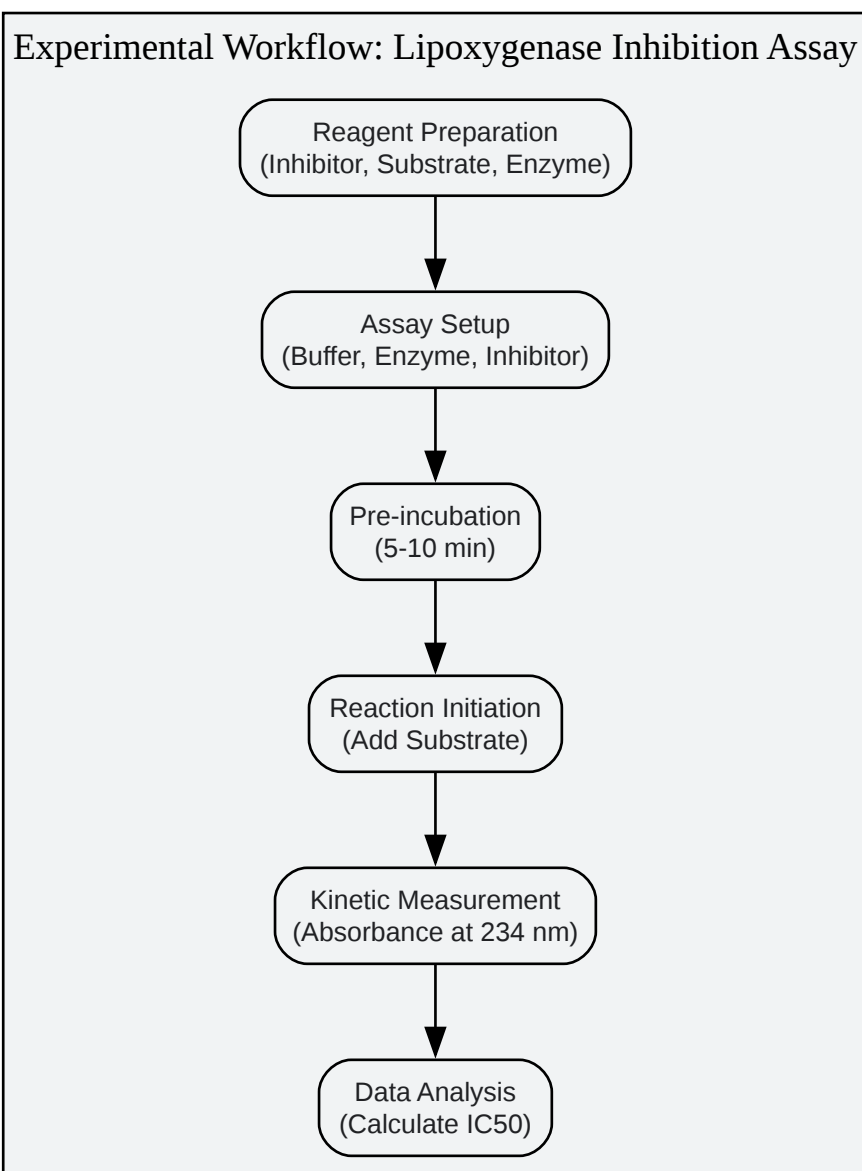 Experimental Workflow: Lipoxygenase Inhibition Assay
Reagent Preparation
(Inhibitor, Substrate, Enzyme)
Assay Setup
(Buffer, Enzyme, Inhibitor)
Pre-incubation
(5-10 min)
Reaction Initiation
(Add Substrate)
Kinetic Measurement
(Absorbance at 234 nm)
Data Analysis
(Calculate IC50)